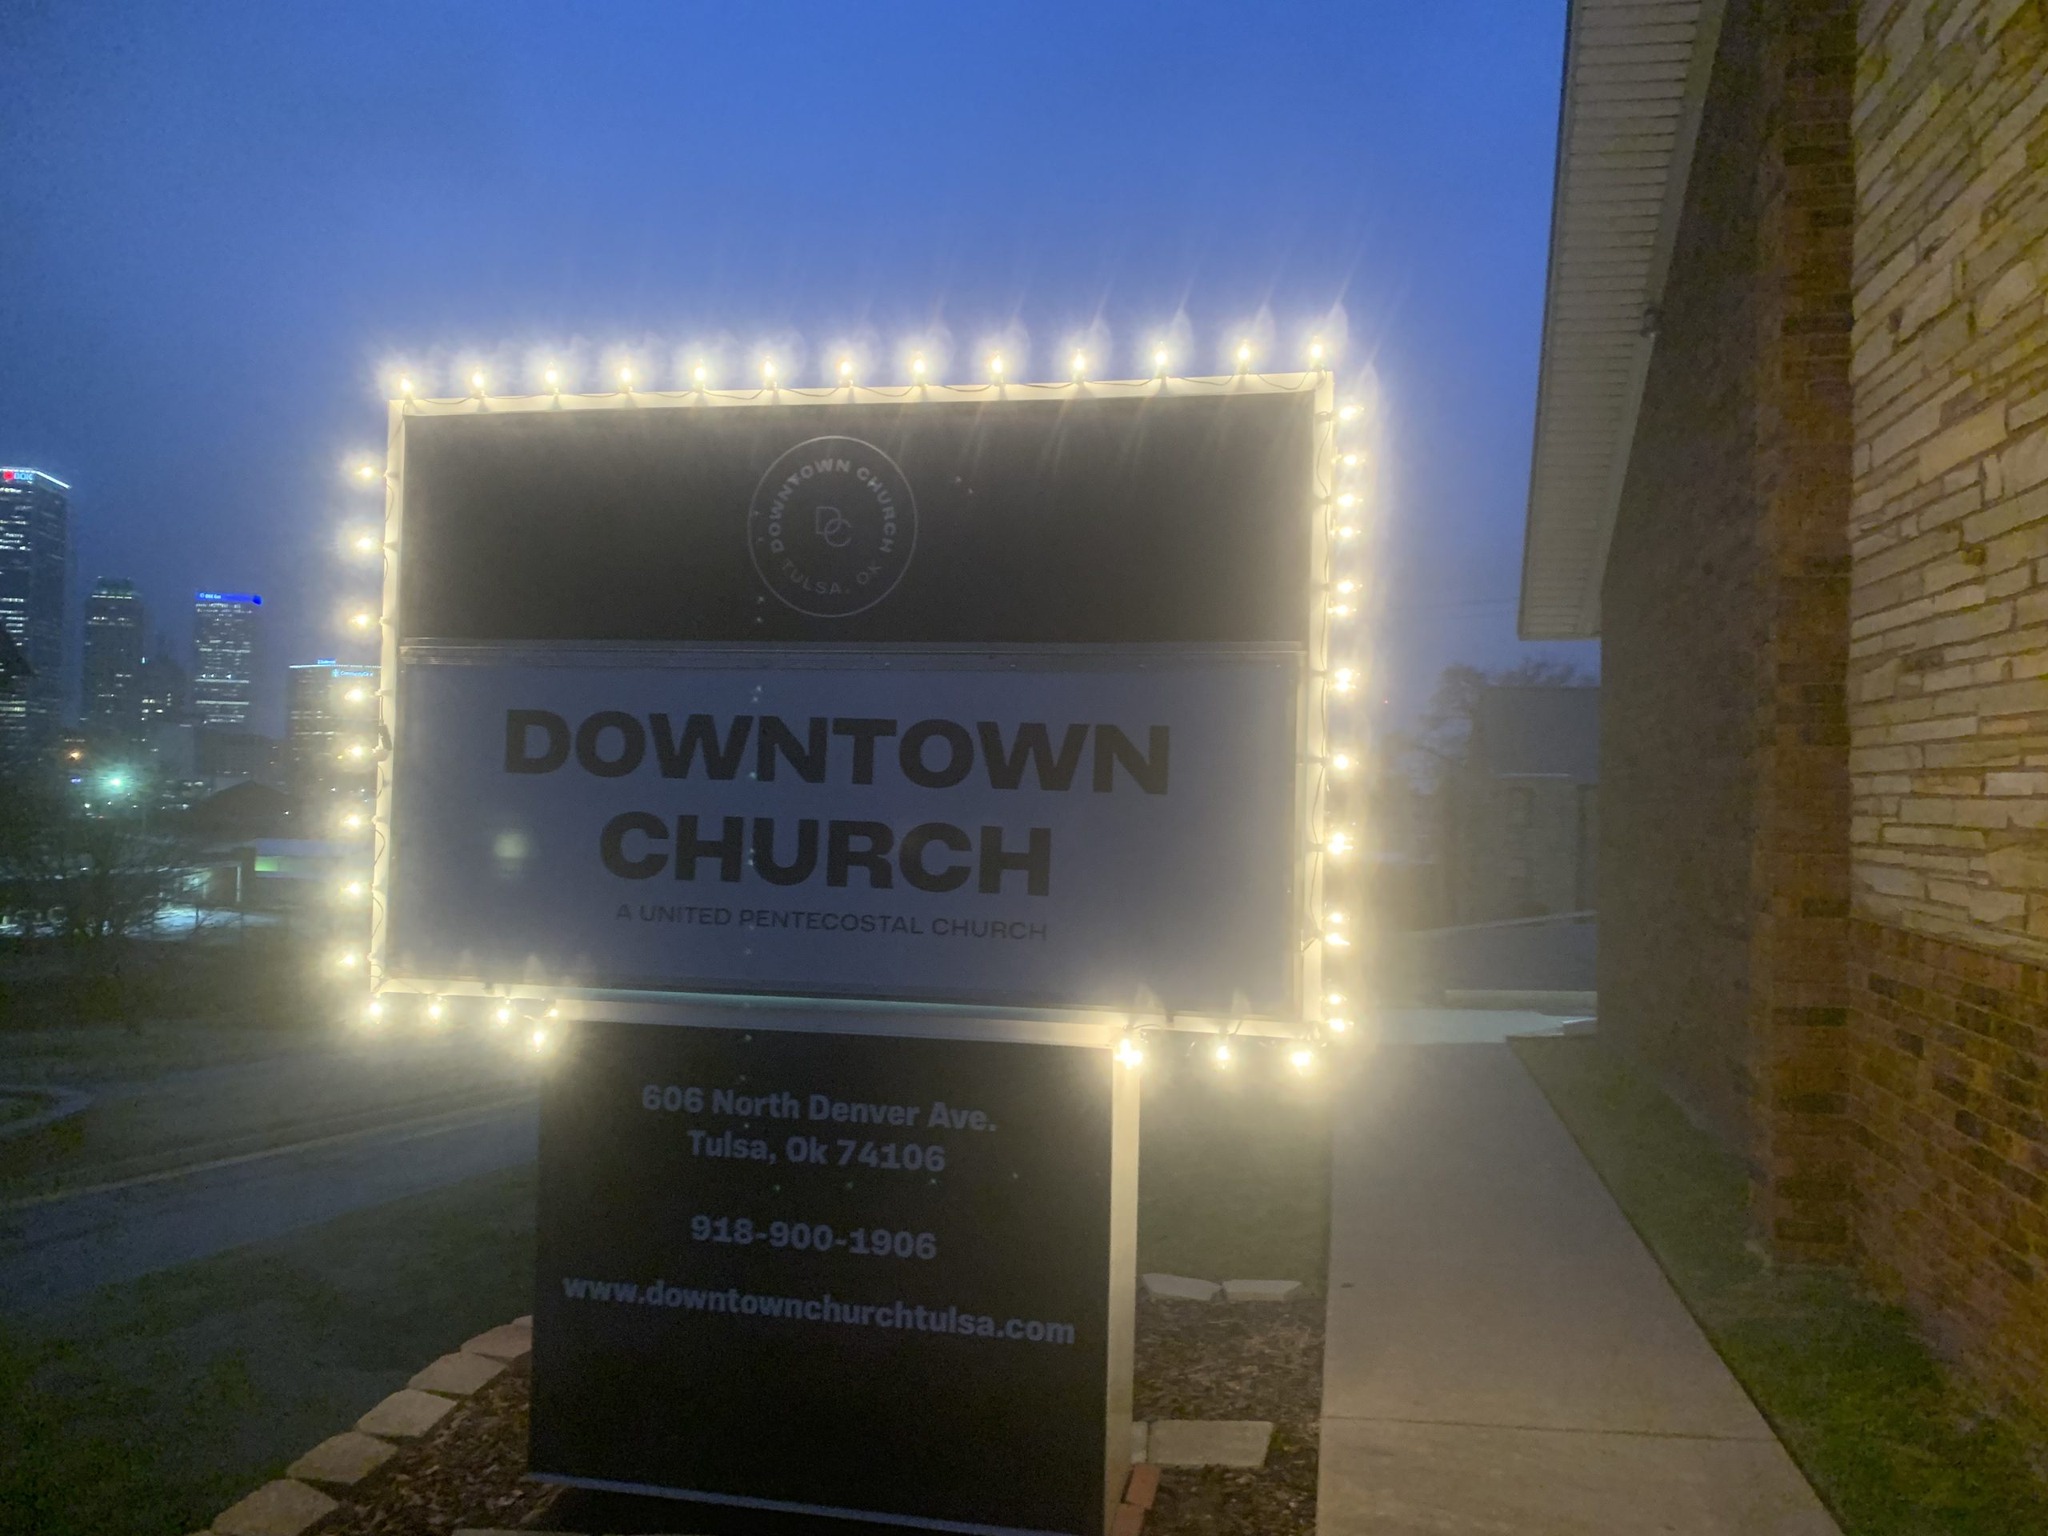 BOK
DOWNTOWN CHURCH
DC
TULSA, OK
DOWNTOWN
CHURCH
A UNITED PENTECOSTAL CHURCH
606 North Denver Ave.
Tulsa, Ok 74106
918-900-1906
www.downtownchurchtulsa.com